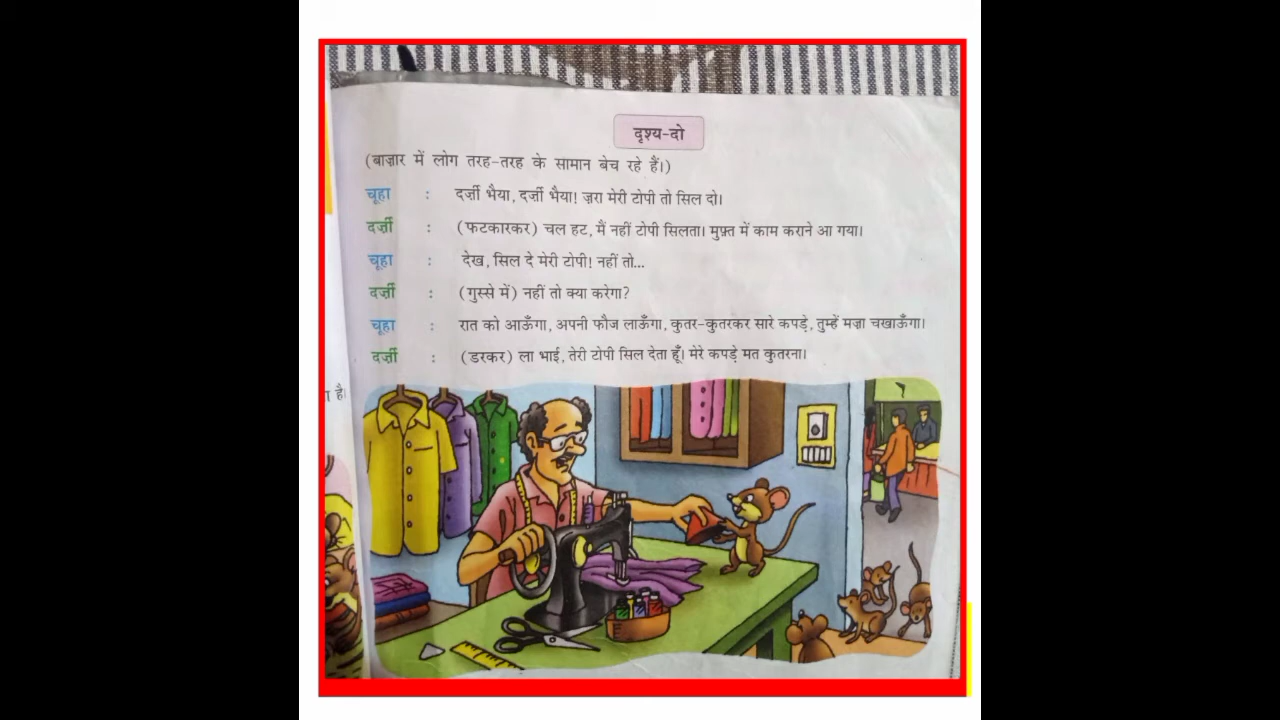 दृश्य-दो
(बाज़ार में लोग तरह-तरह के सामान बेच रहे हैं।)
चूहा : दर्ज़ी भैया, दर्ज़ी भैया! ज़रा मेरी टोपी तो सिल दो।
दर्ज़ी : (फटकारकर) चल हट, मैं नहीं टोपी सिलता। मुफ़्त में काम कराने आ गया।
चूहा : देख, सिल दे मेरी टोपी! नहीं तो...
दर्ज़ी : (गुस्से में) नहीं तो क्या करेगा?
चूहा : रात को आऊँगा, अपनी फौज लाऊँगा, कुतर-कुतरकर सारे कपड़े, तुम्हें मज़ा चखाऊँगा।
दर्ज़ी : (डरकर) ला भाई, तेरी टोपी सिल देता हूँ। मेरे कपड़े मत कुतरना।
है।